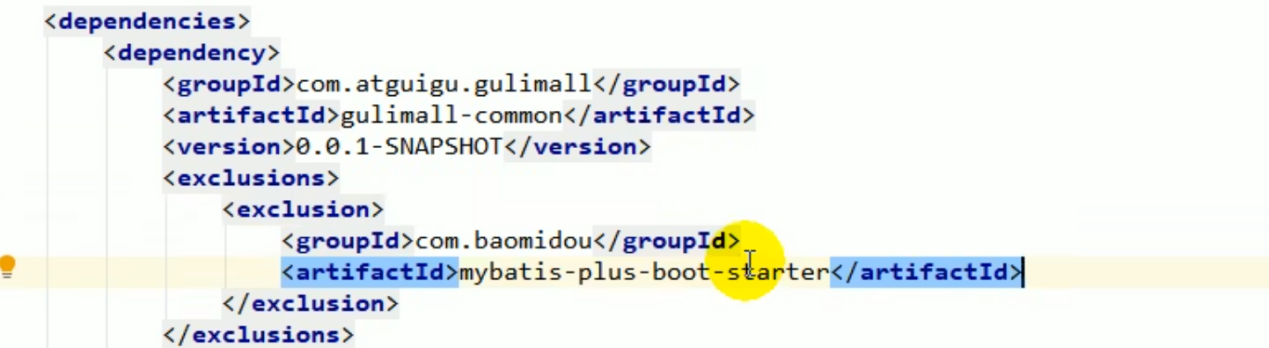 <dependencies>
<dependency>
<groupId>com.atguigu.gulimall</groupId>
<artifactId>gulimall-common</artifactId>
<version>0.0.1-SNAPSHOT</version>
<exclusions>
<exclusion>
<groupId>com.baomidou</groupId>
<artifactId>mybatis-plus-boot-starter</artifactId>
</exclusion>
</exclusions>